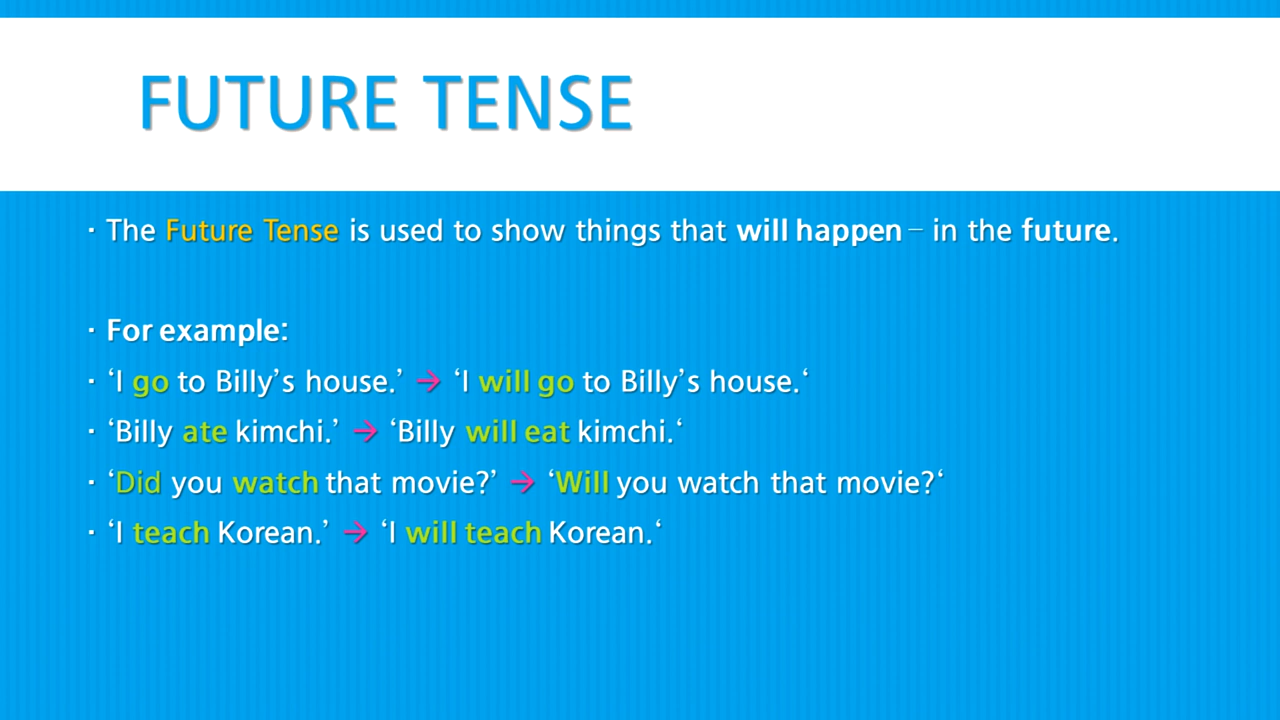 FUTURE TENSE
· The Future Tense is used to show things that will happen – in the future.
· For example:
· ‘I go to Billy’s house.’ → ‘I will go to Billy’s house.‘
· ‘Billy ate kimchi.’ → ‘Billy will eat kimchi.‘
· ‘Did you watch that movie?’ → ‘Will you watch that movie?‘
· ‘I teach Korean.’ → ‘I will teach Korean.‘